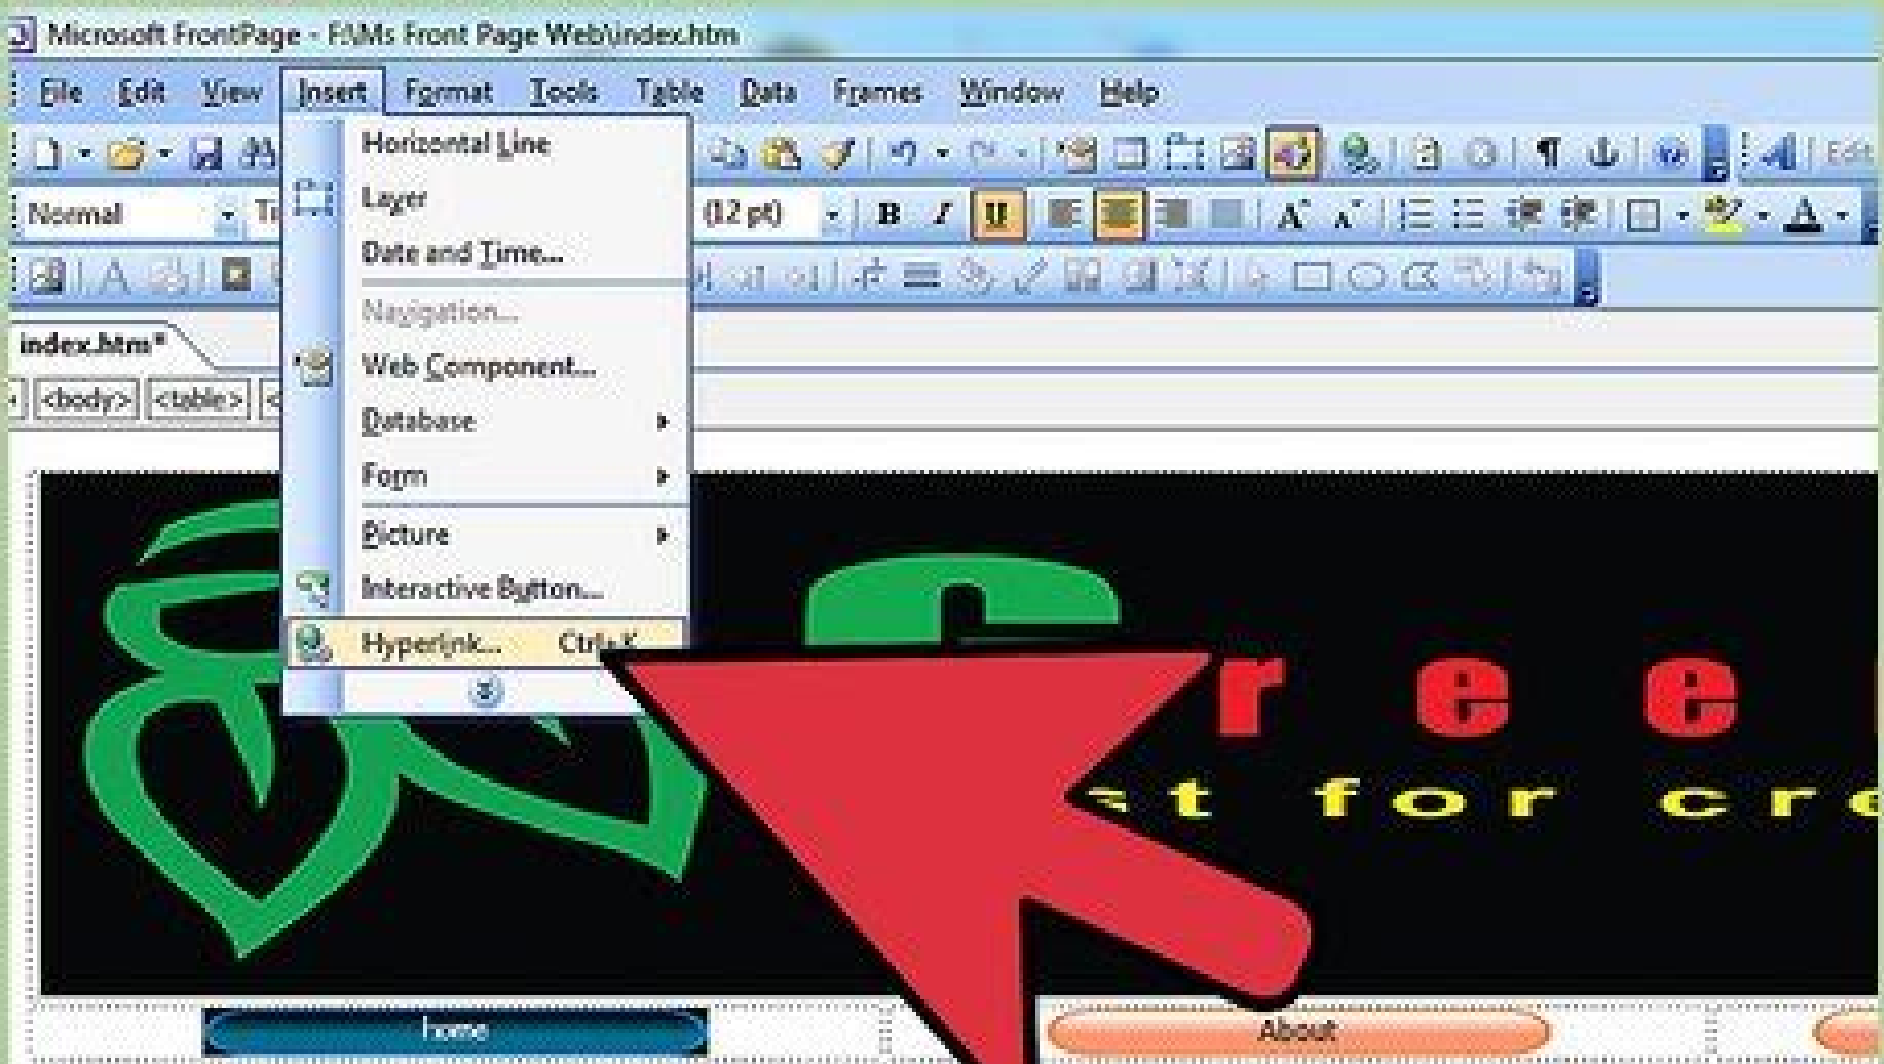 Microsoft FrontPage - F:\Ms Front Page Web\index.htm
File Edit View Insert Format Tools Table Data Frames Window Help
Horizontal Line
Layer
Normal (12 pt) B I U A A A
Date and Time...
Navigation...
index.htm*
Web Component...
<body> <table>
Database
Form
Picture
Interactive Button...
Hyperlink... Ctrl+K
r e e
s t f o r c r e
home About